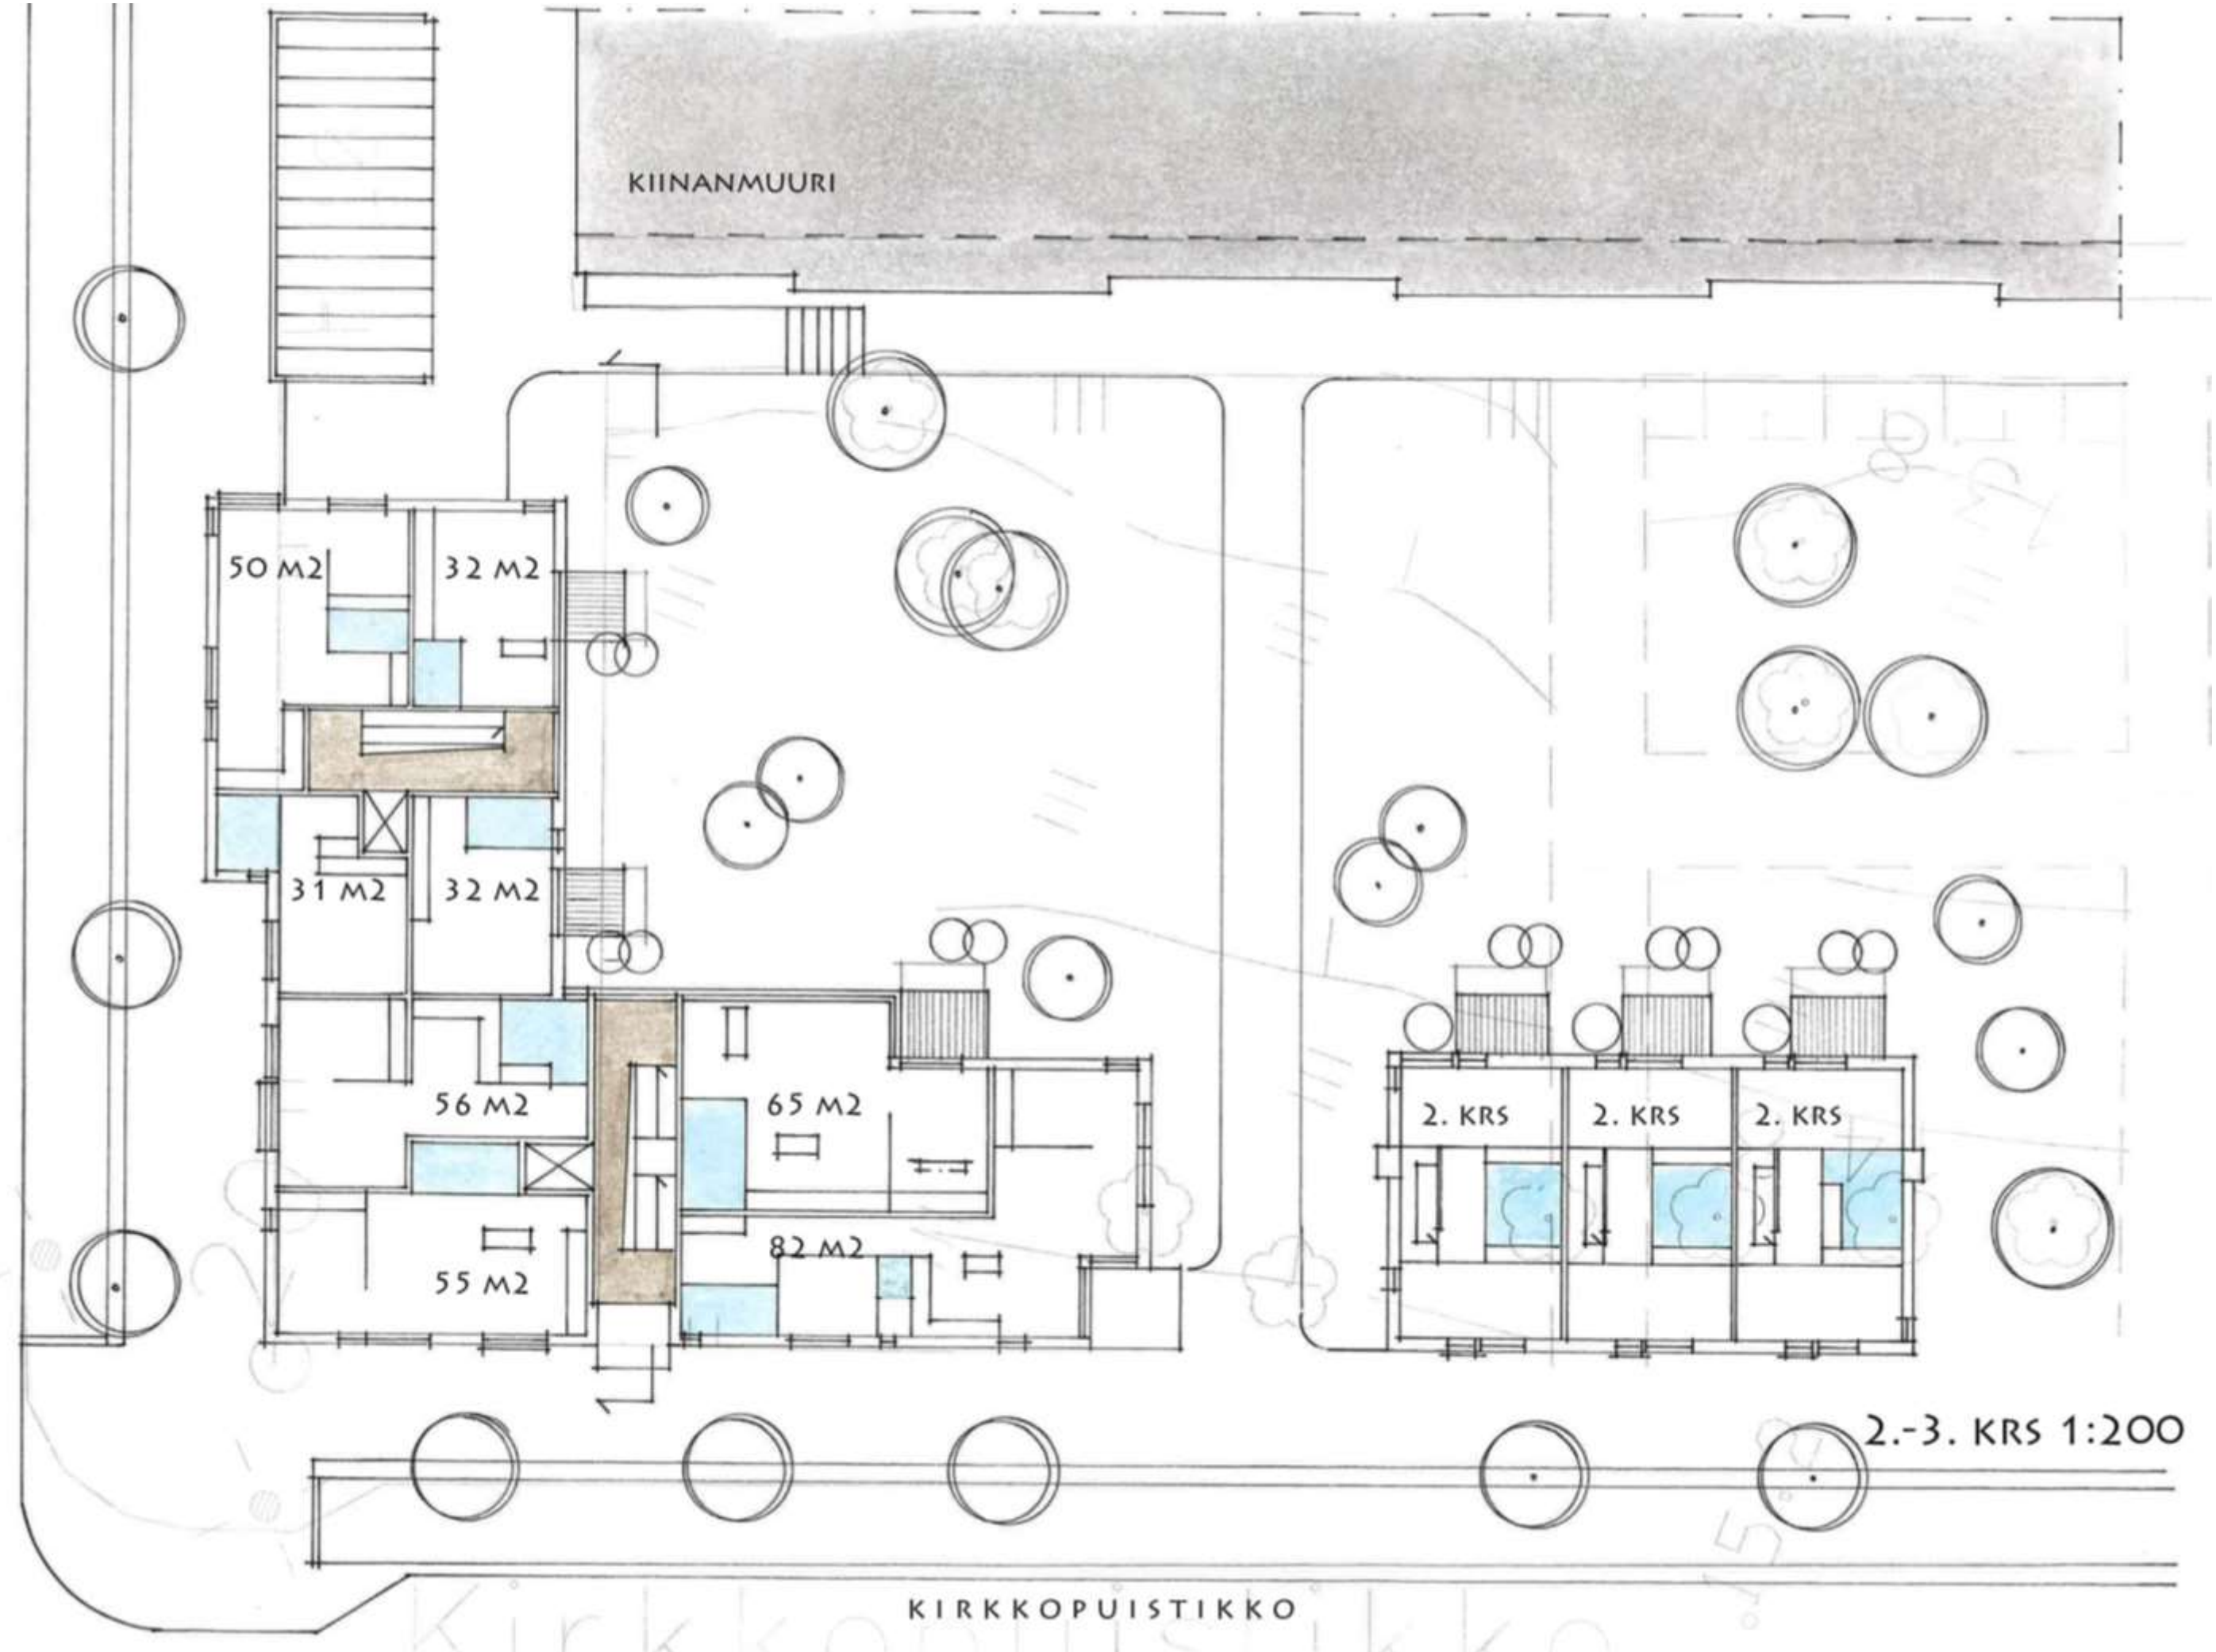 KIINANMUURI
50 M2
32 M2
31 M2
32 M2
56 M2
65 M2
2. KRS
2. KRS
2. KRS
82 M2
55 M2
2.-3. KRS 1:200
KIRKKOPUISTIKKO
Kirkkopuistikko